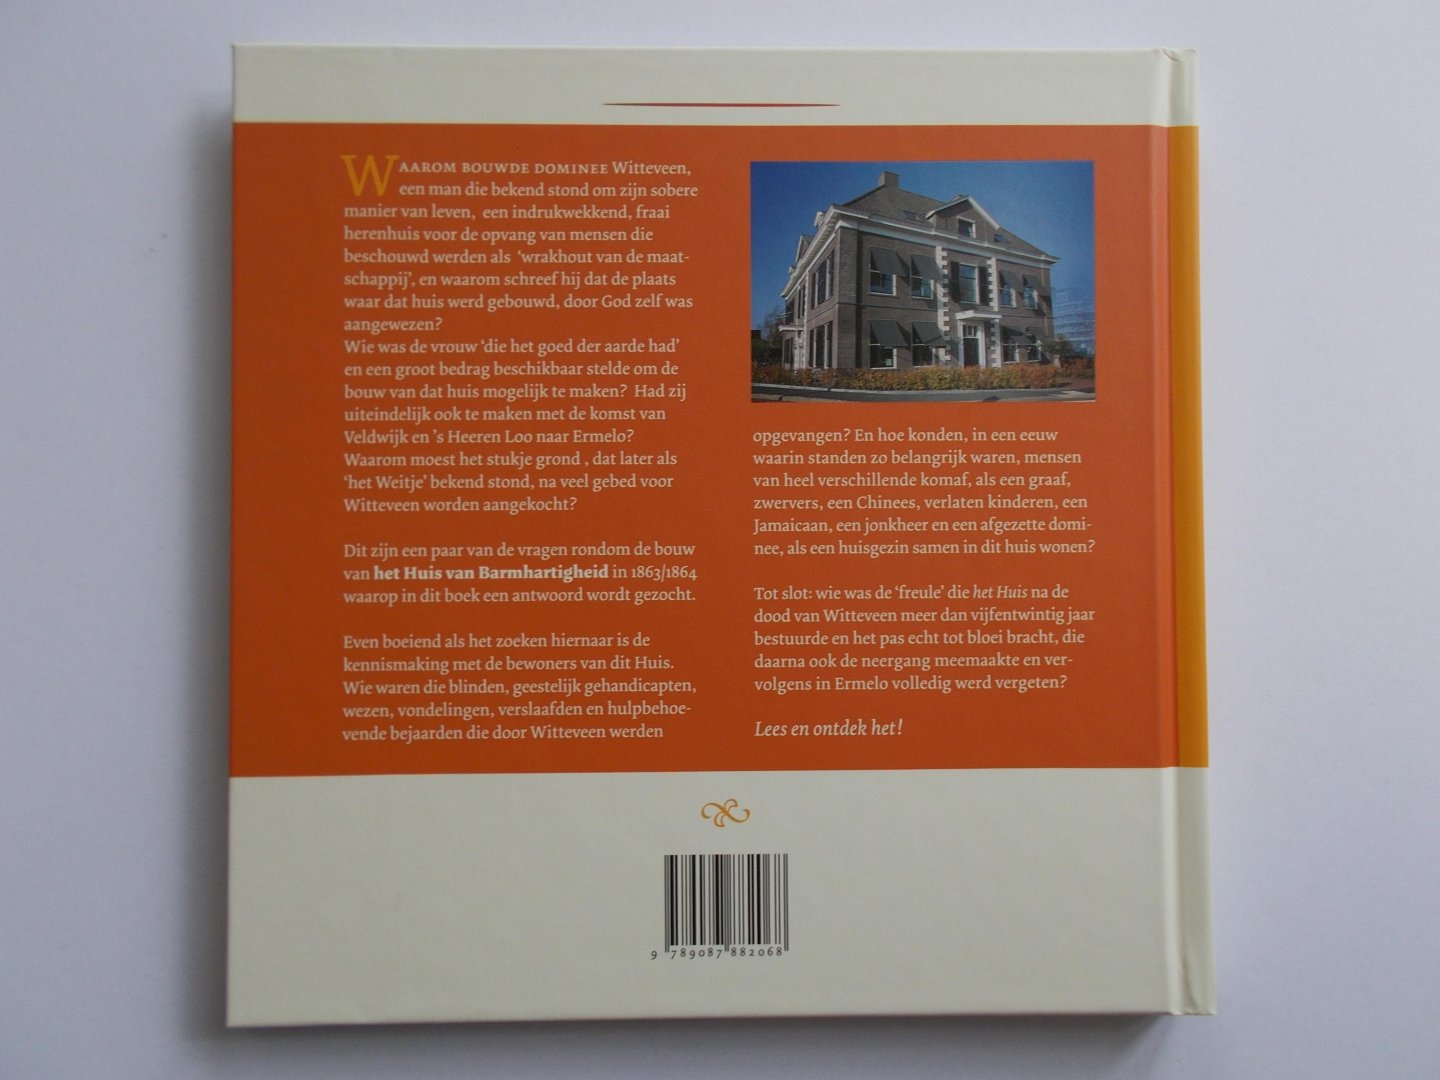 WAAROM BOUWDE DOMINEE Witteveen,
een man die bekend stond om zijn sobere
manier van leven, een indrukwekkend, fraai
herenhuis voor de opvang van mensen die
beschouwd werden als ‘wrakhout van de maat-
schappij’, en waarom schreef hij dat de plaats
waar dat huis werd gebouwd, door God zelf was
aangewezen?
Wie was de vrouw ‘die het goed der aarde had’
en een groot bedrag beschikbaar stelde om de
bouw van dat huis mogelijk te maken? Had zij
uiteindelijk ook te maken met de komst van
Veldwijk en ’s Heeren Loo naar Ermelo?
Waarom moest het stukje grond , dat later als
‘het Weitje’ bekend stond, na veel gebed voor
Witteveen worden aangekocht?
Dit zijn een paar van de vragen rondom de bouw
van het Huis van Barmhartigheid in 1863/1864
waarop in dit boek een antwoord wordt gezocht.
Even boeiend als het zoeken hiernaar is de
kennismaking met de bewoners van dit Huis.
Wie waren die blinden, geestelijk gehandicapten,
wezen, vondelingen, verslaafden en hulpbehoe-
vende bejaarden die door Witteveen werden
opgevangen? En hoe konden, in een eeuw
waarin standen zo belangrijk waren, mensen
van heel verschillende komaf, als een graaf,
zwervers, een Chinees, verlaten kinderen, een
Jamaicaan, een jonkheer en een afgezette domi-
nee, als een huisgezin samen in dit huis wonen?
Tot slot: wie was de ‘freule’ die het Huis na de
dood van Witteveen meer dan vijfentwintig jaar
bestuurde en het pas echt tot bloei bracht, die
daarna ook de neergang meemaakte en ver-
volgens in Ermelo volledig werd vergeten?
Lees en ontdek het!
9 789087 882068